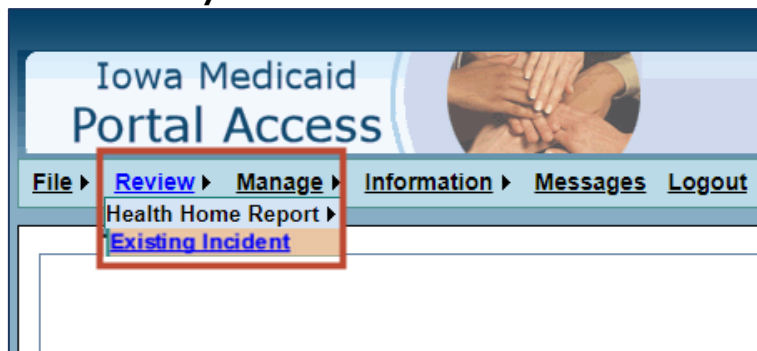 Iowa Medicaid
Portal Access
File Review Manage Information Messages Logout
Health Home Report
Existing Incident